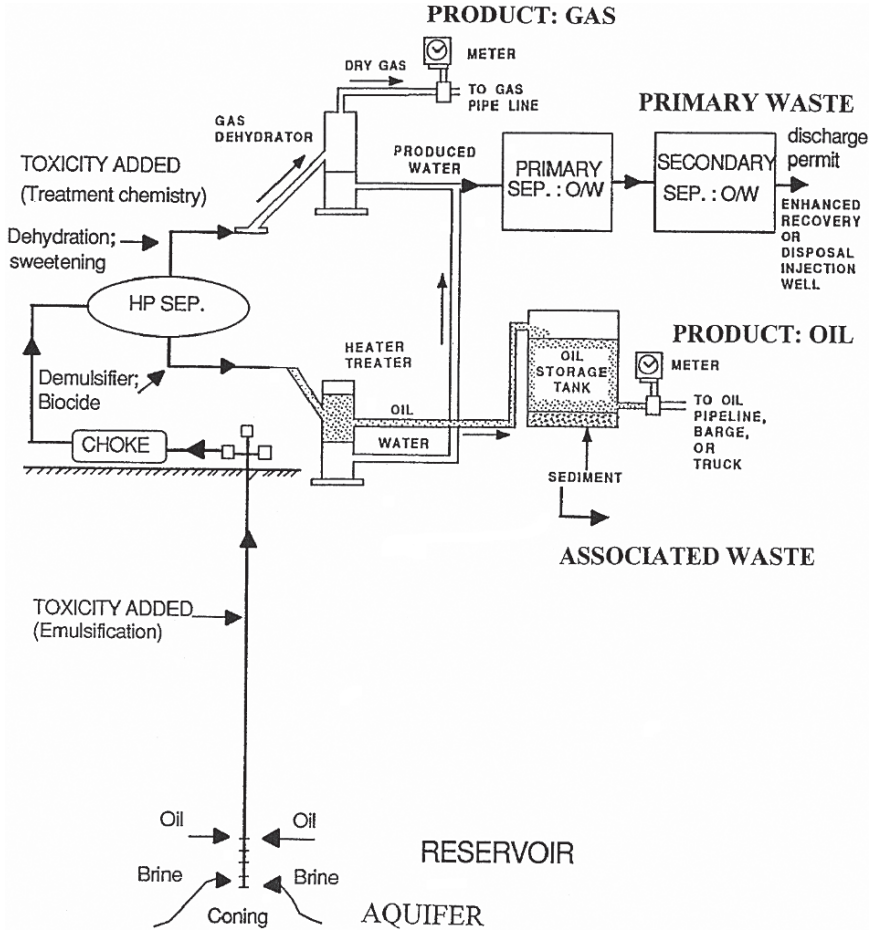 PRODUCT: GAS
METER
DRY GAS
TO GAS
PIPE LINE
GAS
DEHYDRATOR
PRIMARY WASTE
TOXICITY ADDED
(Treatment chemistry)
PRODUCED
WATER
PRIMARY
SEP. : O/W
SECONDARY
SEP. : O/W
discharge
permit
ENHANCED
RECOVERY
OR
DISPOSAL
INJECTION
WELL
Dehydration;
sweetening
HP SEP.
Demulsifier;
Biocide
HEATER
TREATER
OIL
WATER
OIL
STORAGE
TANK
PRODUCT: OIL
METER
TO OIL
PIPELINE,
BARGE,
OR
TRUCK
CHOKE
SEDIMENT
ASSOCIATED WASTE
TOXICITY ADDED
(Emulsification)
Oil
Oil
RESERVOIR
Brine
Brine
Coning
AQUIFER